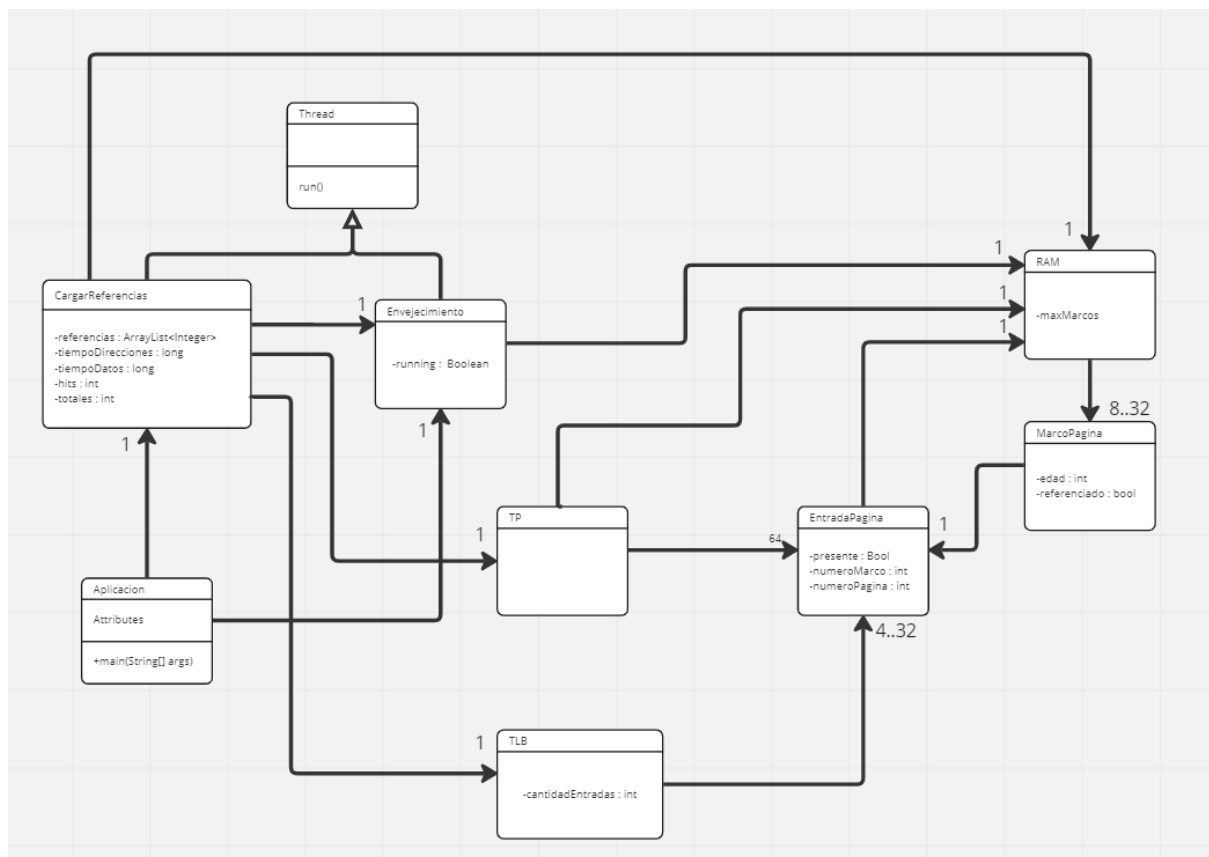 Thread
run()
1
1
RAM
CargarReferencias
1
Envejecimiento
1
-referencias : ArrayList<Integer>
-tiempoDirecciones : long
-tiempoDatos : long
-hits : int
-totales : int
-running : Boolean
1
-maxMarcos
8..32
1
1
MarcoPagina
-edad : int
-referenciado : bool
TP
EntradaPagina
1
64
1
-presente : Bool
-numeroMarco : int
-numeroPagina : int
Aplicacion
Attributes
+main(String[] args)
4..32
1
TLB
-cantidadEntradas : int